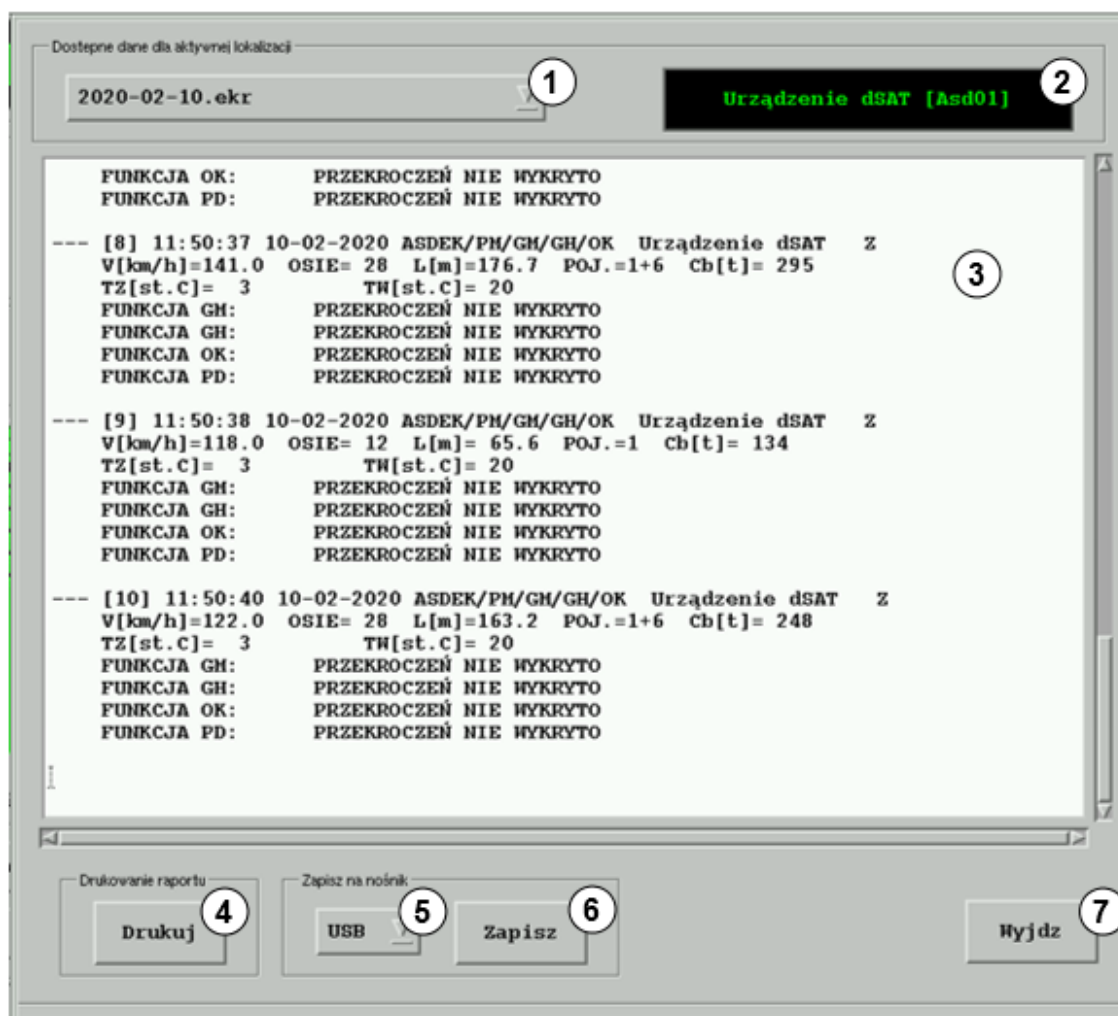 Dostepne dane dla aktywnej lokalizacji
2020-02-10.ekr 1
Urządzenie dSAT [Asd01] 2
FUNKCJA OK: PRZEKROCZEŃ NIE WYKRYTO
FUNKCJA PD: PRZEKROCZEŃ NIE WYKRYTO
--- [8] 11:50:37 10-02-2020 ASDEK/PM/GM/GH/OK Urządzenie dSAT Z
V[km/h]=141.0 OSIE= 28 L[m]=176.7 POJ.=1+6 Cb[t]= 295
3
TZ[st.C]= 3 TW[st.C]= 20
FUNKCJA GM: PRZEKROCZEŃ NIE WYKRYTO
FUNKCJA GH: PRZEKROCZEŃ NIE WYKRYTO
FUNKCJA OK: PRZEKROCZEŃ NIE WYKRYTO
FUNKCJA PD: PRZEKROCZEŃ NIE WYKRYTO
--- [9] 11:50:38 10-02-2020 ASDEK/PM/GM/GH/OK Urządzenie dSAT Z
V[km/h]=118.0 OSIE= 12 L[m]= 65.6 POJ.=1 Cb[t]= 134
TZ[st.C]= 3 TW[st.C]= 20
FUNKCJA GM: PRZEKROCZEŃ NIE WYKRYTO
FUNKCJA GH: PRZEKROCZEŃ NIE WYKRYTO
FUNKCJA OK: PRZEKROCZEŃ NIE WYKRYTO
FUNKCJA PD: PRZEKROCZEŃ NIE WYKRYTO
--- [10] 11:50:40 10-02-2020 ASDEK/PM/GM/GH/OK Urządzenie dSAT Z
V[km/h]=122.0 OSIE= 28 L[m]=163.2 POJ.=1+6 Cb[t]= 248
TZ[st.C]= 3 TW[st.C]= 20
FUNKCJA GM: PRZEKROCZEŃ NIE WYKRYTO
FUNKCJA GH: PRZEKROCZEŃ NIE WYKRYTO
FUNKCJA OK: PRZEKROCZEŃ NIE WYKRYTO
FUNKCJA PD: PRZEKROCZEŃ NIE WYKRYTO
Drukowanie raportu
Drukuj 4
Zapisz na nośnik
USB 5
Zapisz 6
Wyjdz 7